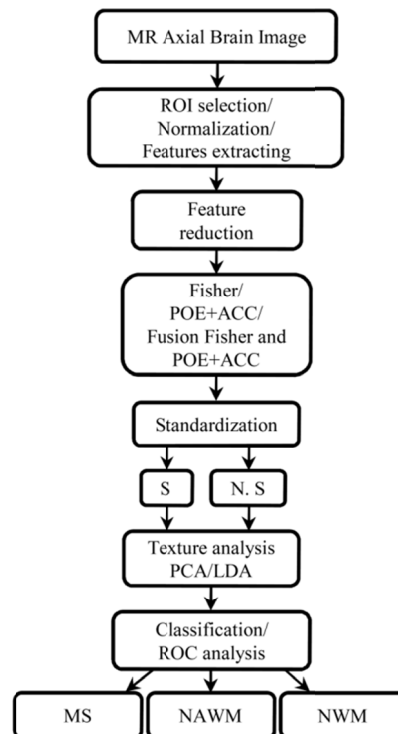 MR Axial Brain Image
ROI selection/
Normalization/
Features extracting
Feature
reduction
Fisher/
POE+ACC/
Fusion Fisher and
POE+ACC
Standardization
S
N. S
Texture analysis
PCA/LDA
Classification/
ROC analysis
MS
NAWM
NWM